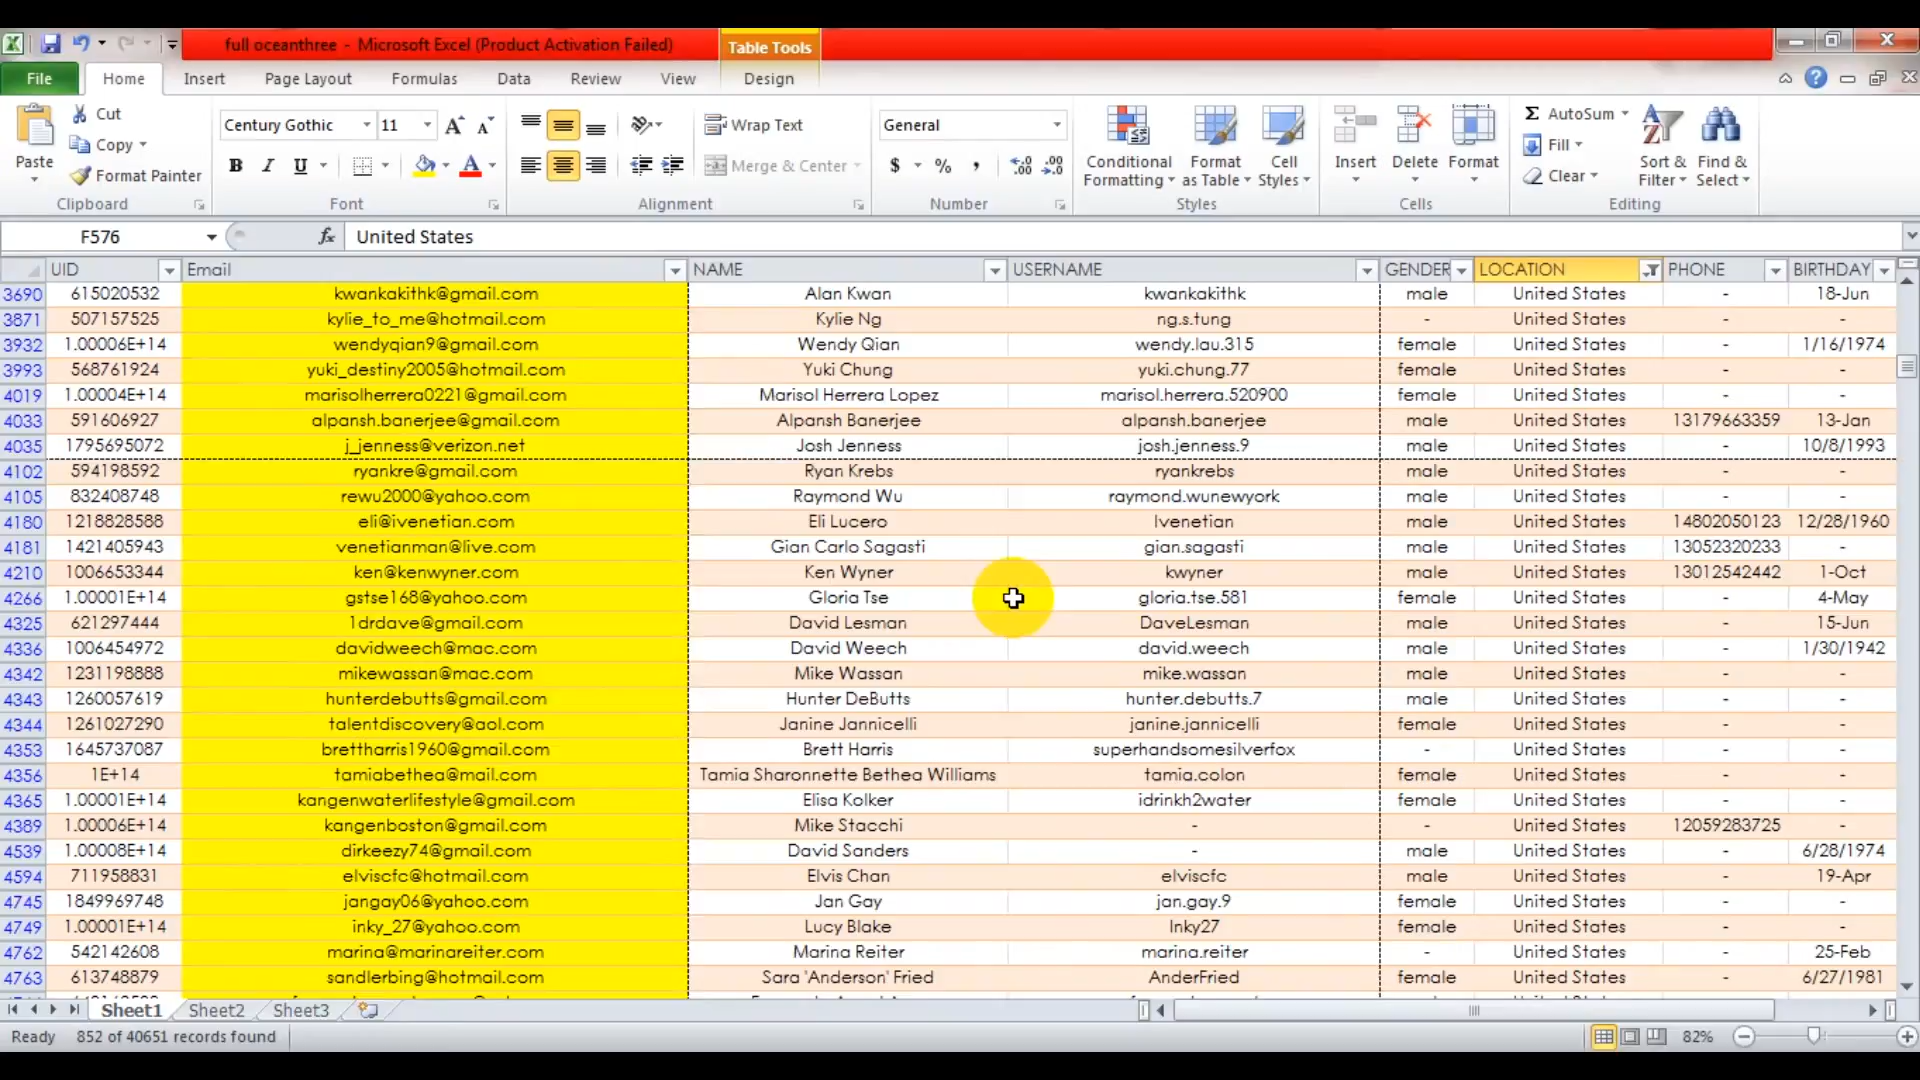 full oceanthree - Microsoft Excel (Product Activation Failed)
Table Tools
File Home Insert Page Layout Formulas Data Review View Design
Paste
Cut
Copy
Format Painter
Clipboard
Century Gothic 11
B I U
Font
Wrap Text
Merge & Center
Alignment
General
$ % ,
Number
Conditional Formatting
Format as Table
Cell Styles
Styles
Insert Delete Format
Cells
Σ AutoSum
Fill
Clear
Sort & Filter
Find & Select
Editing
F576 fx United States
UID Email NAME USERNAME GENDER LOCATION PHONE BIRTHDAY
3690 615020532 kwankakithk@gmail.com Alan Kwan kwankakithk male United States - 18-Jun
3871 507157525 kylie_to_me@hotmail.com Kylie Ng ng.s.tung - United States - -
3932 1.00006E+14 wendyqian9@gmail.com Wendy Qian wendy.lau.315 female United States - 1/16/1974
3993 568761924 yuki_destiny2005@hotmail.com Yuki Chung yuki.chung.77 female United States - -
4019 1.00004E+14 marisolherrera0221@gmail.com Marisol Herrera Lopez marisol.herrera.520900 female United States - -
4033 591606927 alpansh.banerjee@gmail.com Alpansh Banerjee alpansh.banerjee male United States 13179663359 13-Jan
4035 1795695072 j_jenness@verizon.net Josh Jenness josh.jenness.9 male United States - 10/8/1993
4102 594198592 ryankre@gmail.com Ryan Krebs ryankrebs male United States - -
4105 832408748 rewu2000@yahoo.com Raymond Wu raymond.wunewyork male United States - -
4180 1218828588 eli@ivenetian.com Eli Lucero Ivenetian male United States 14802050123 12/28/1960
4181 1421405943 venetianman@live.com Gian Carlo Sagasti gian.sagasti male United States 13052320233 -
4210 1006653344 ken@kenwyner.com Ken Wyner kwyner male United States 13012542442 1-Oct
4266 1.00001E+14 gstse168@yahoo.com Gloria Tse gloria.tse.581 female United States - 4-May
4325 621297444 1drdave@gmail.com David Lesman DaveLesman male United States - 15-Jun
4336 1006454972 davidweech@mac.com David Weech david.weech male United States - 1/30/1942
4342 1231198888 mikewassan@mac.com Mike Wassan mike.wassan male United States - -
4343 1260057619 hunterdebutts@gmail.com Hunter DeButts hunter.debutts.7 male United States - -
4344 1261027290 talentdiscovery@aol.com Janine Jannicelli janine.jannicelli female United States - -
4353 1645737087 brettharris1960@gmail.com Brett Harris superhandsomesilverfox - United States - -
4356 1E+14 tamiabethea@mail.com Tamia Sharonnette Bethea Williams tamia.colon female United States - -
4365 1.00001E+14 kangenwaterlifestyle@gmail.com Elisa Kolker idrinkh2water female United States - -
4389 1.00006E+14 kangenboston@gmail.com Mike Stacchi - - United States 12059283725 -
4539 1.00008E+14 dirkeezy74@gmail.com David Sanders - male United States - 6/28/1974
4594 711958831 elviscfc@hotmail.com Elvis Chan elviscfc male United States - 19-Apr
4745 1849969748 jangay06@yahoo.com Jan Gay jan.gay.9 female United States - -
4749 1.00001E+14 inky_27@yahoo.com Lucy Blake Inky27 female United States - -
4762 542142608 marina@marinareiter.com Marina Reiter marina.reiter - United States - 25-Feb
4763 613748879 sandlerbing@hotmail.com Sara 'Anderson' Fried AnderFried female United States - 6/27/1981
Sheet1 Sheet2 Sheet3
Ready 852 of 40651 records found 82%